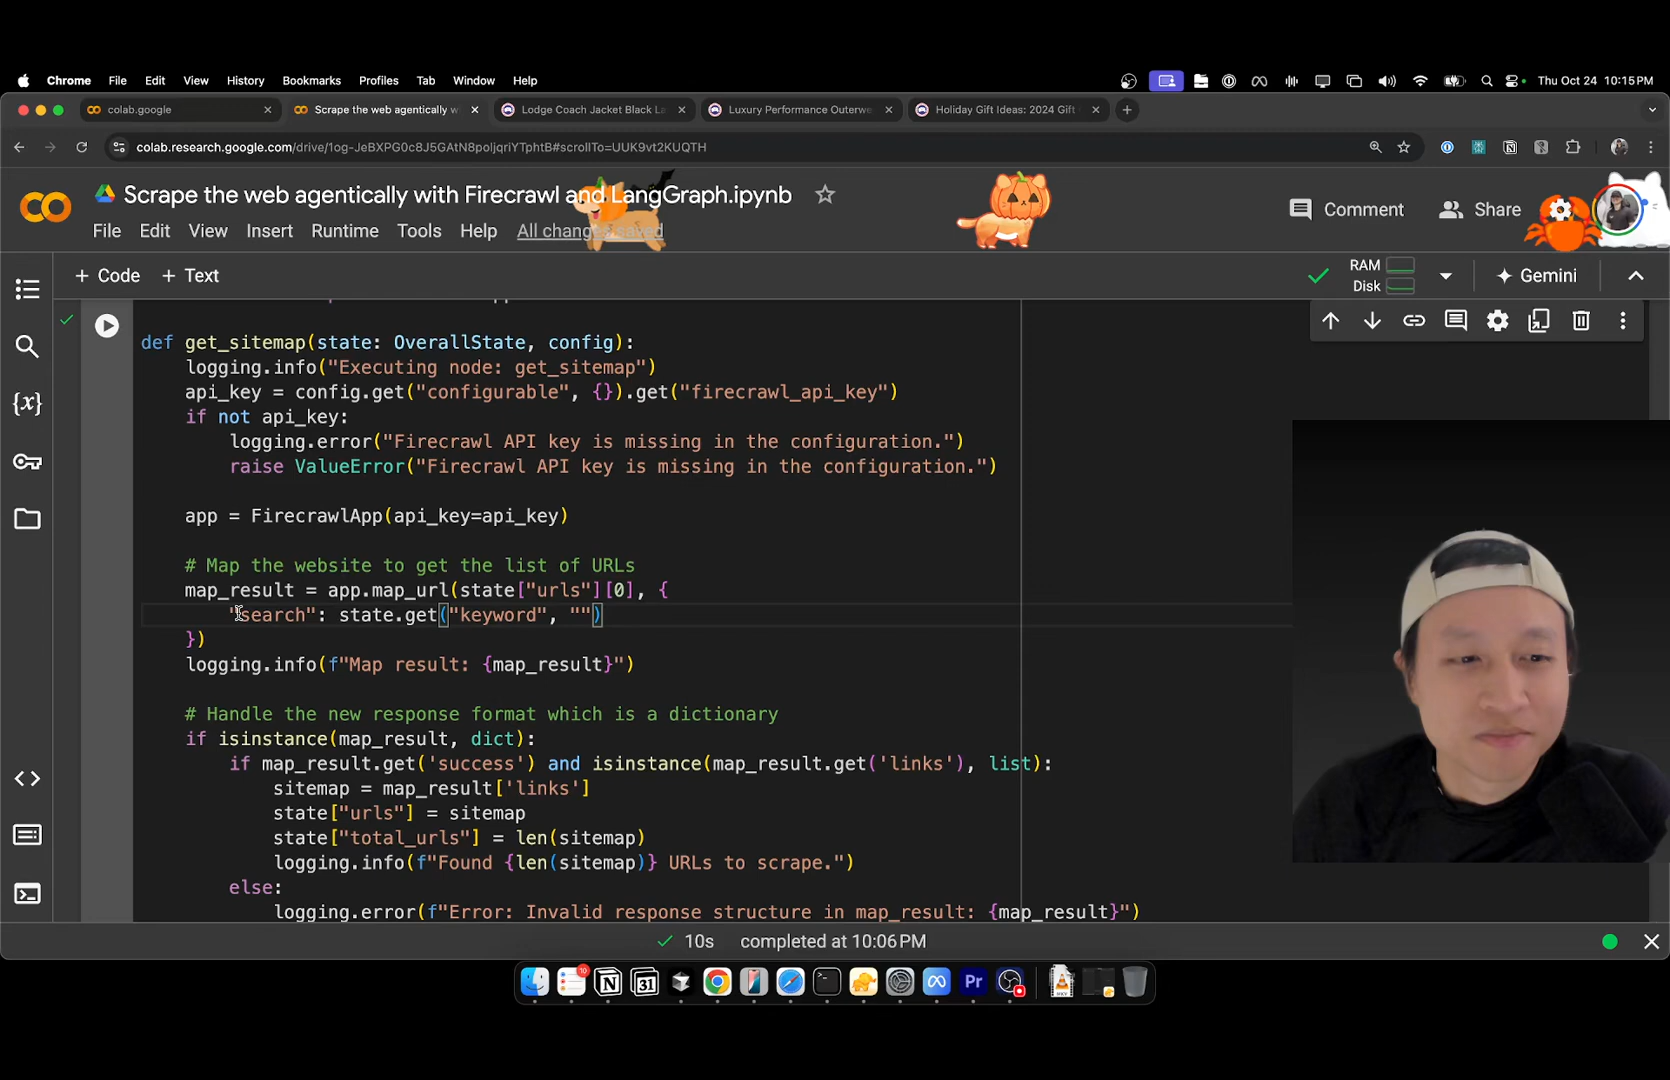 Chrome File Edit View History Bookmarks Profiles Tab Window Help
Thu Oct 24 10:15 PM
colab.google
Scrape the web agentically w
Lodge Coach Jacket Black La
Luxury Performance Outerwe
Holiday Gift Ideas: 2024 Gift
colab.research.google.com/drive/1og-JeBXPG0c8J5GAtN8poljqriYTphtB#scrollTo=UUK9vt2KUQTH
Scrape the web agentically with Firecrawl and LangGraph.ipynb
Comment
Share
File Edit View Insert Runtime Tools Help All changes saved
+ Code + Text
RAM
Disk
Gemini
def get_sitemap(state: OverallState, config):
logging.info("Executing node: get_sitemap")
api_key = config.get("configurable", {}).get("firecrawl_api_key")
if not api_key:
logging.error("Firecrawl API key is missing in the configuration.")
raise ValueError("Firecrawl API key is missing in the configuration.")
app = FirecrawlApp(api_key=api_key)
# Map the website to get the list of URLs
map_result = app.map_url(state["urls"][0], {
"search": state.get("keyword", "")
})
logging.info(f"Map result: {map_result}")
# Handle the new response format which is a dictionary
if isinstance(map_result, dict):
if map_result.get('success') and isinstance(map_result.get('links'), list):
sitemap = map_result['links']
state["urls"] = sitemap
state["total_urls"] = len(sitemap)
logging.info(f"Found {len(sitemap)} URLs to scrape.")
else:
logging.error(f"Error: Invalid response structure in map_result: {map_result}")
10s completed at 10:06 PM
10
31
Pr